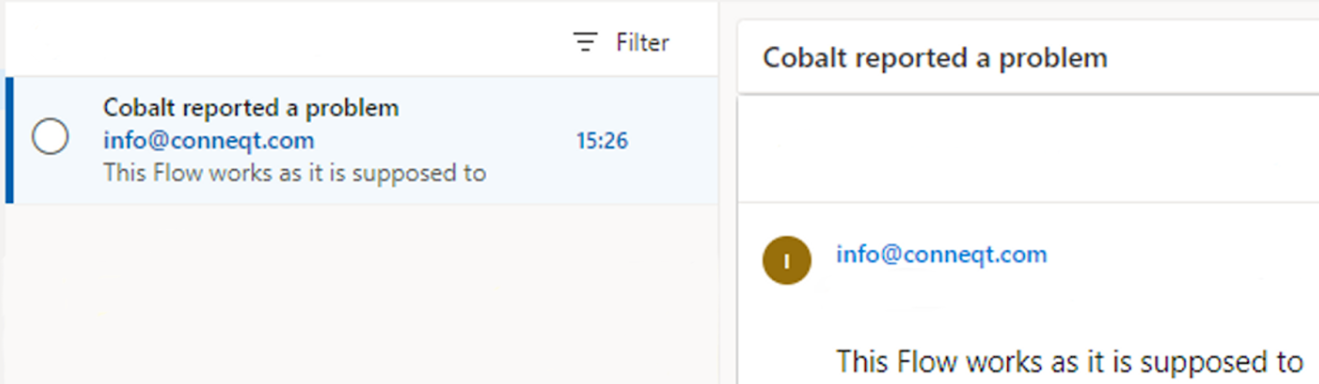 Filter
Cobalt reported a problem
info@conneqt.com
15:26
This Flow works as it is supposed to
Cobalt reported a problem
I
info@conneqt.com
This Flow works as it is supposed to